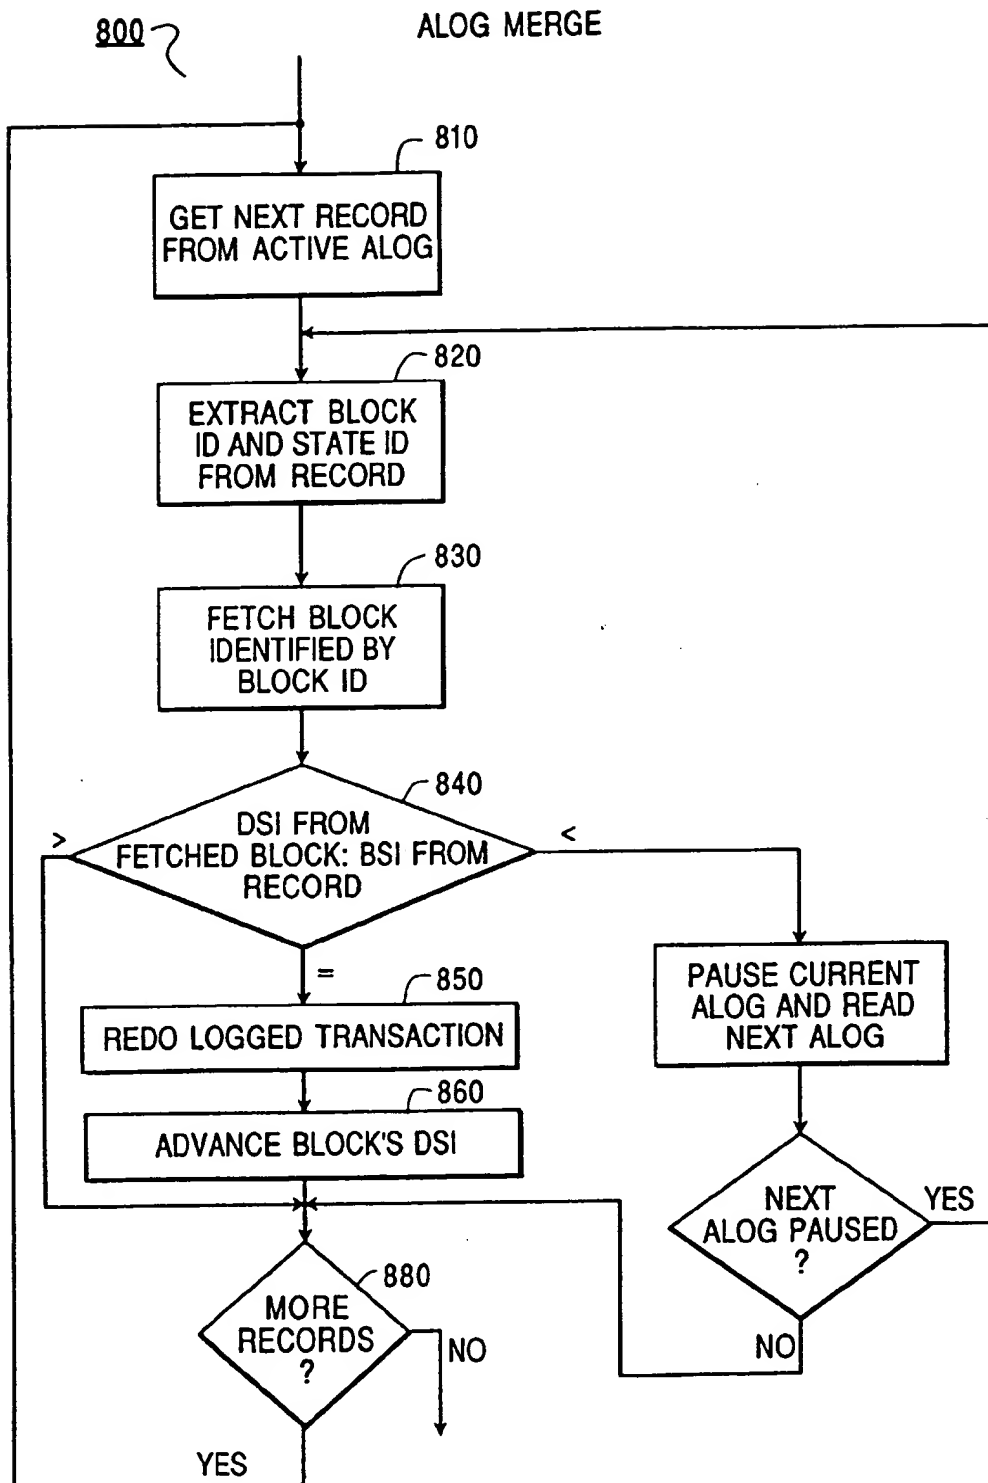 800
ALOG MERGE
810
GET NEXT RECORD
FROM ACTIVE ALOG
820
EXTRACT BLOCK
ID AND STATE ID
FROM RECORD
830
FETCH BLOCK
IDENTIFIED BY
BLOCK ID
840
DSI FROM
FETCHED BLOCK: BSI FROM
RECORD
>
<
=
850
REDO LOGGED TRANSACTION
860
ADVANCE BLOCK'S DSI
PAUSE CURRENT
ALOG AND READ
NEXT ALOG
NEXT
ALOG PAUSED
?
YES
NO
880
MORE
RECORDS
?
NO
YES